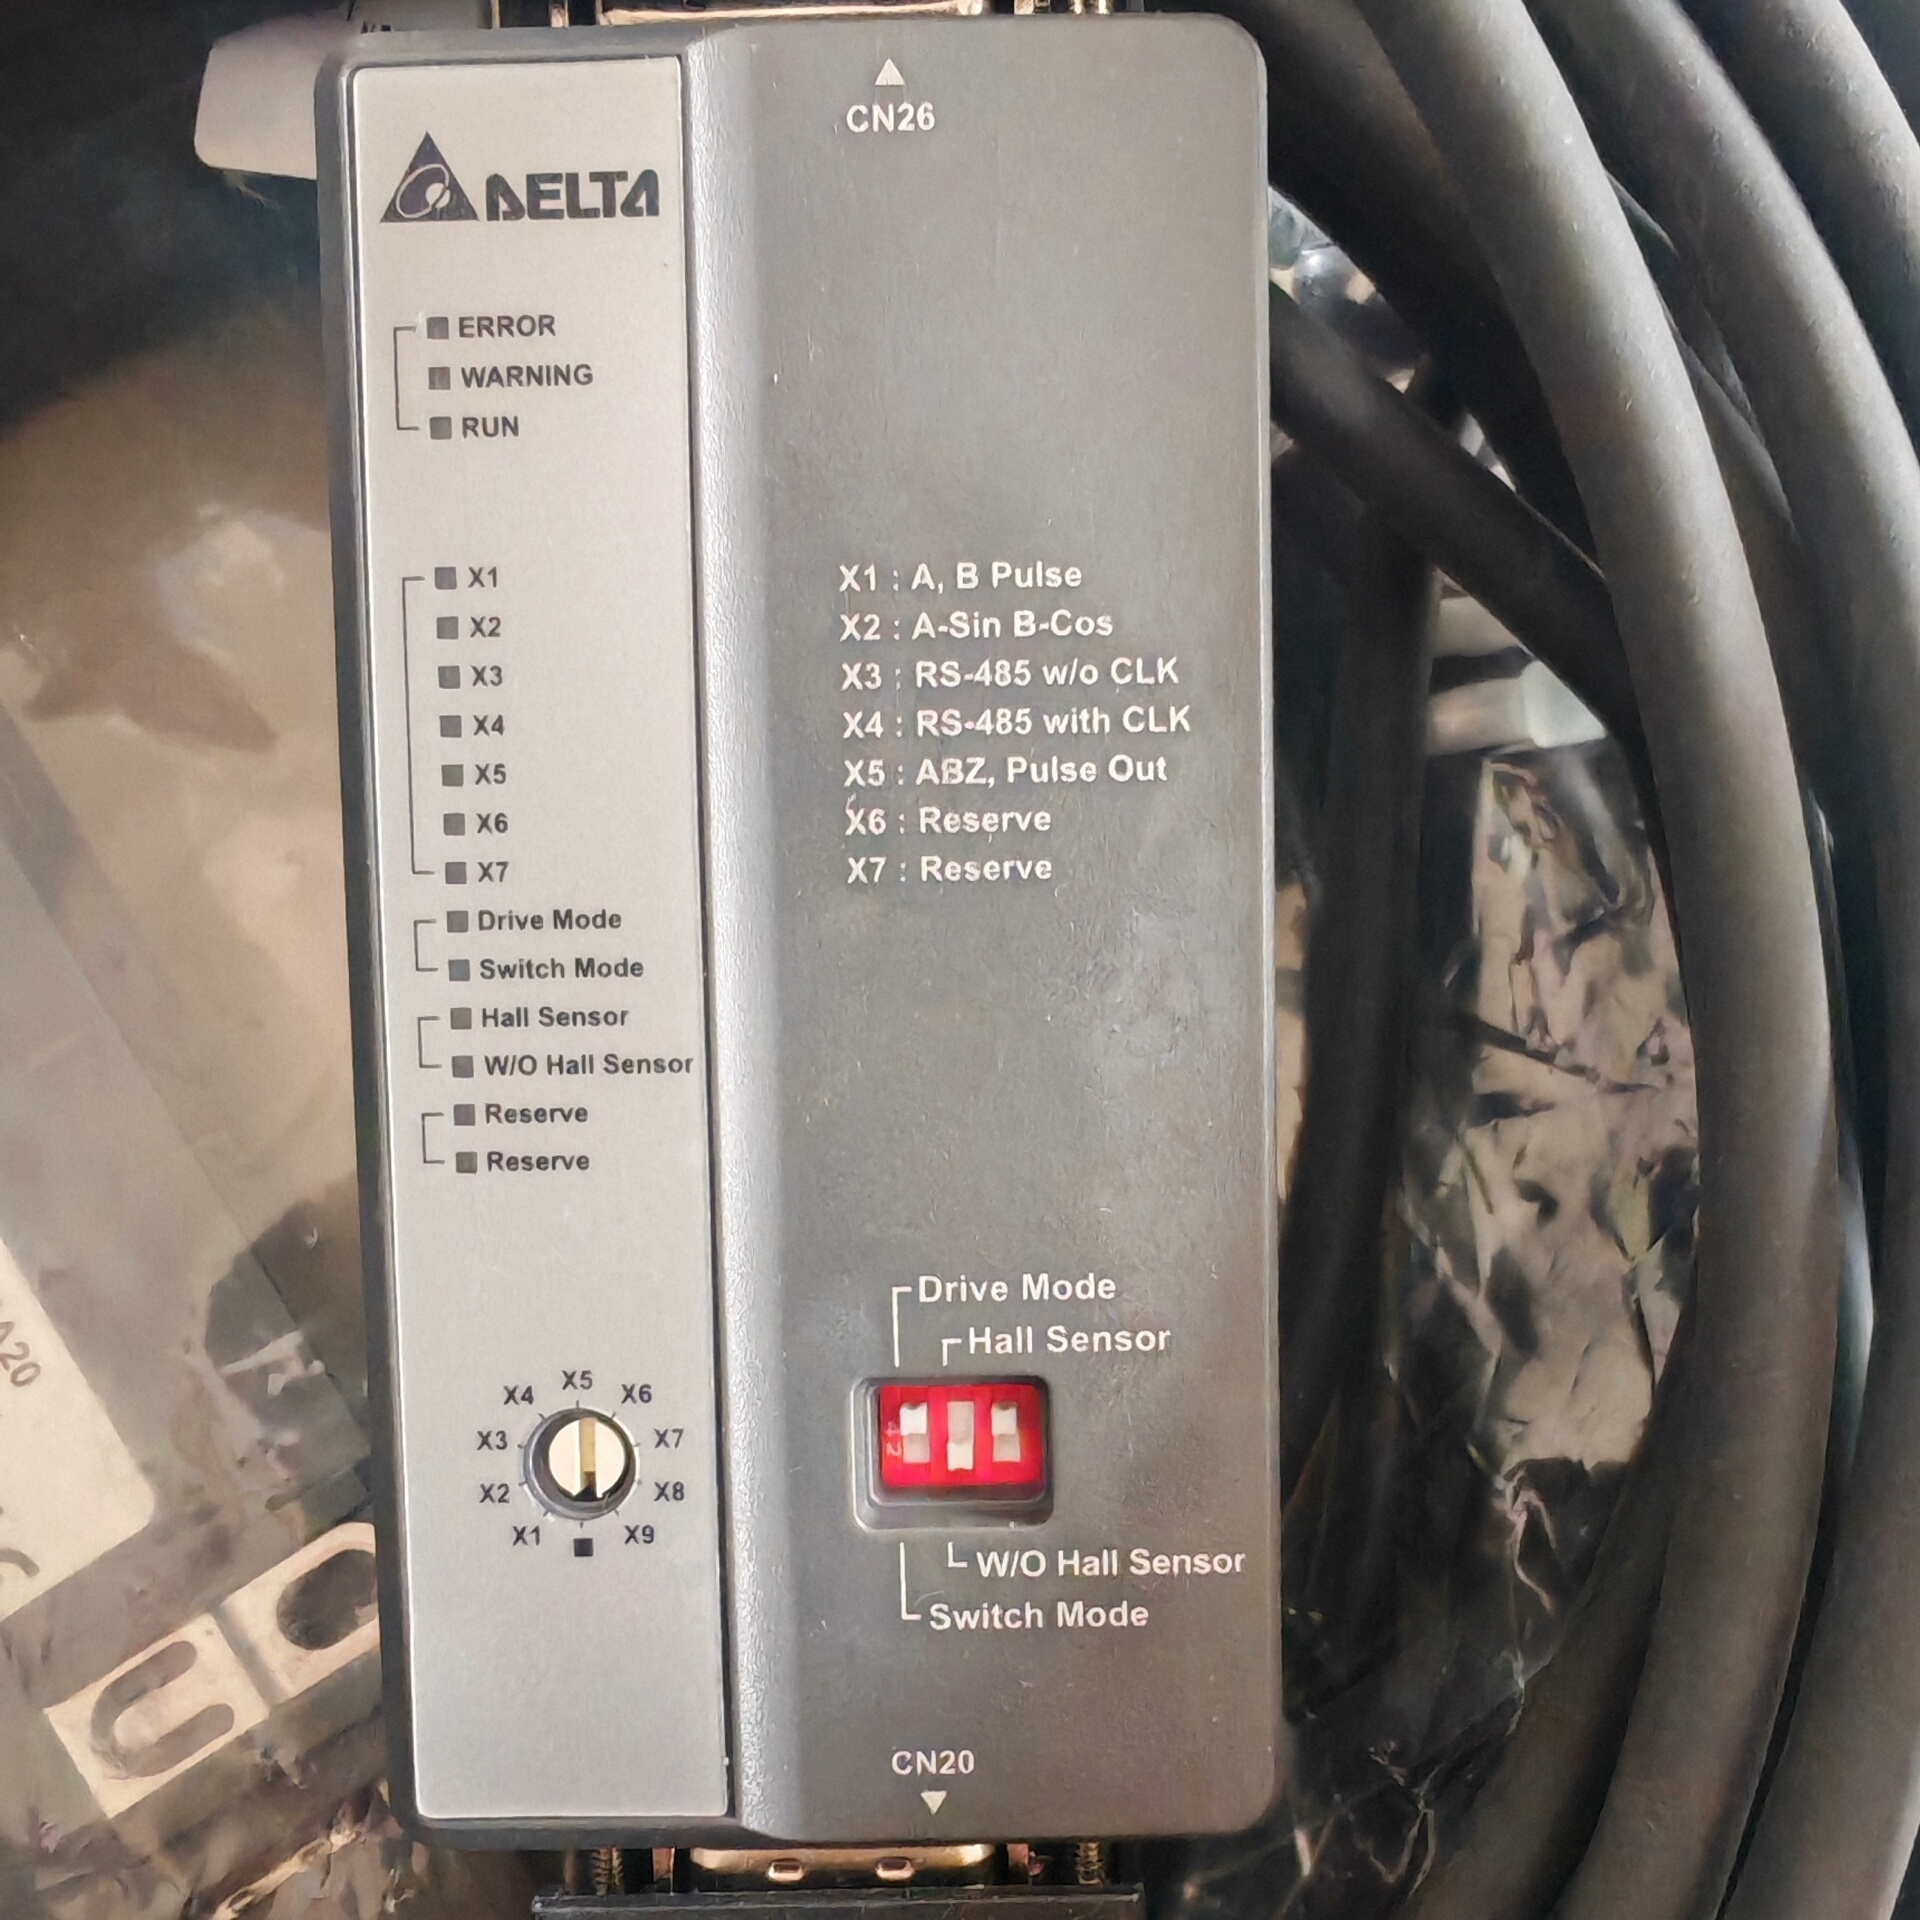 CN26
DELTA
ERROR
WARNING
RUN
X1
X2
X3
X4
X5
X6
X7
Drive Mode
Switch Mode
Hall Sensor
W/O Hall Sensor
Reserve
Reserve
X1 : A, B Pulse
X2 : A-Sin B-Cos
X3 : RS-485 w/o CLK
X4 : RS-485 with CLK
X5 : ABZ, Pulse Out
X6 : Reserve
X7 : Reserve
X5
X4 X6
X3 X7
X2 X8
X1 X9
Drive Mode
Hall Sensor
W/O Hall Sensor
Switch Mode
CN20
A20